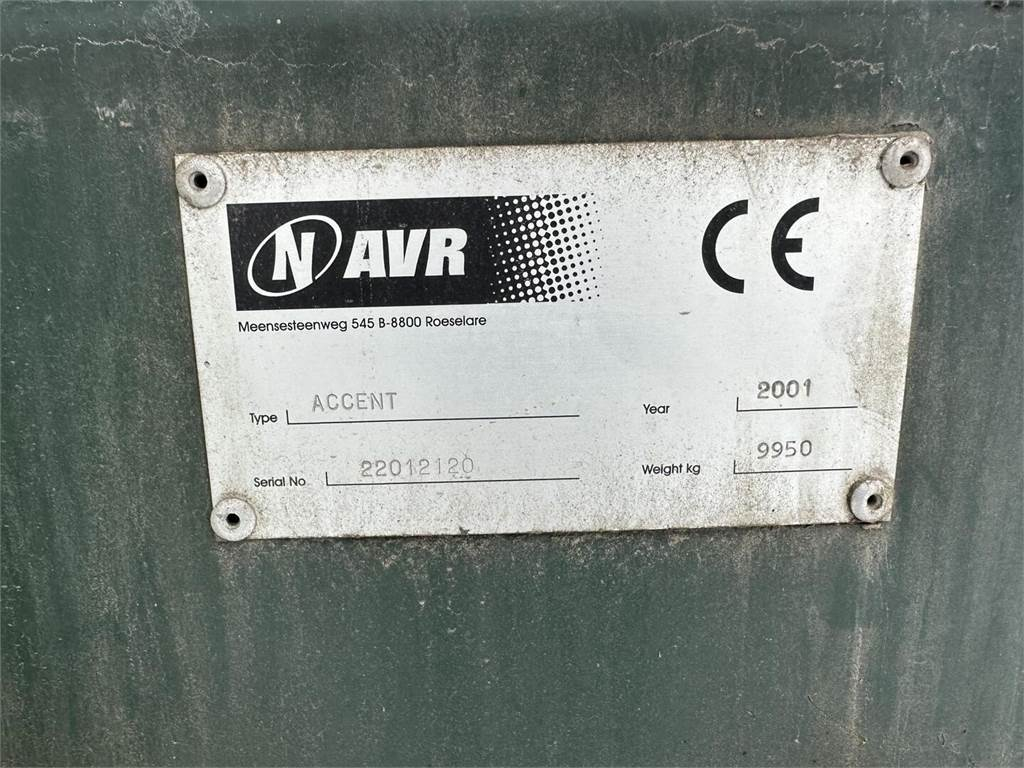 N AVR
CE
Meensesteenweg 545 B-8800 Roeselare
Type ACCENT
Year 2001
Serial No 22012120
Weight kg 9950